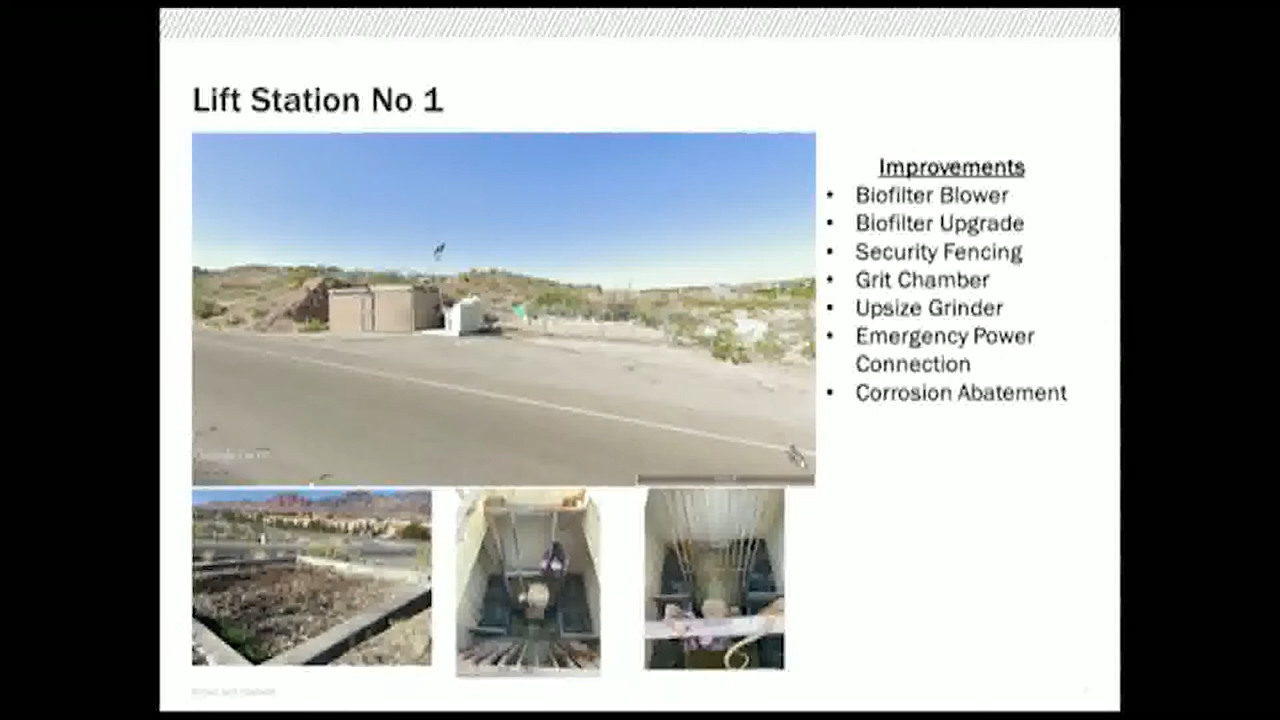 Lift Station No 1
Improvements
• Biofilter Blower
• Biofilter Upgrade
• Security Fencing
• Grit Chamber
• Upsize Grinder
• Emergency Power
Connection
• Corrosion Abatement